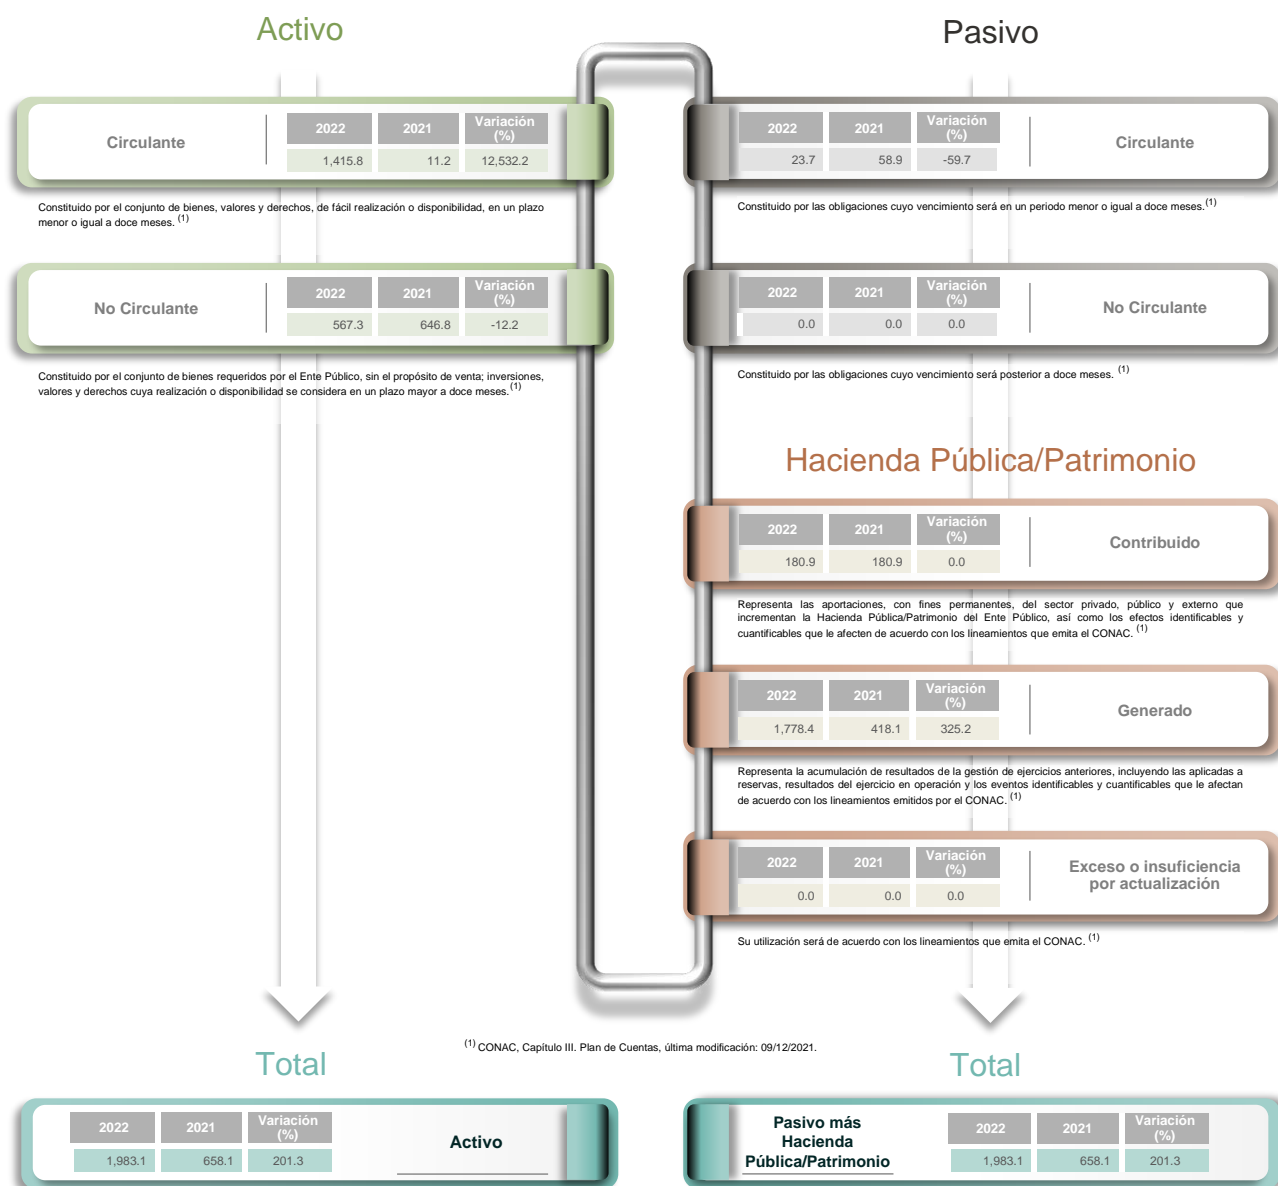 Activo
Circulante
2022 2021 Variación (%)
1,415.8 11.2 12,532.2
Constituido por el conjunto de bienes, valores y derechos, de fácil realización o disponibilidad, en un plazo
menor o igual a doce meses. (1)
No Circulante
2022 2021 Variación (%)
567.3 646.8 -12.2
Constituido por el conjunto de bienes requeridos por el Ente Público, sin el propósito de venta; inversiones,
valores y derechos cuya realización o disponibilidad se considera en un plazo mayor a doce meses. (1)
Pasivo
2022 2021 Variación (%)
23.7 58.9 -59.7
Circulante
Constituido por las obligaciones cuyo vencimiento será en un periodo menor o igual a doce meses. (1)
2022 2021 Variación (%)
0.0 0.0 0.0
No Circulante
Constituido por las obligaciones cuyo vencimiento será posterior a doce meses. (1)
Hacienda Pública/Patrimonio
2022 2021 Variación (%)
180.9 180.9 0.0
Contribuido
Representa las aportaciones, con fines permanentes, del sector privado, público y externo que
incrementan la Hacienda Pública/Patrimonio del Ente Público, así como los efectos identificables y
cuantificables que le afecten de acuerdo con los lineamientos que emita el CONAC. (1)
2022 2021 Variación (%)
1,778.4 418.1 325.2
Generado
Representa la acumulación de resultados de la gestión de ejercicios anteriores, incluyendo las aplicadas a
reservas, resultados del ejercicio en operación y los eventos identificables y cuantificables que le afectan
de acuerdo con los lineamientos emitidos por el CONAC. (1)
2022 2021 Variación (%)
0.0 0.0 0.0
Exceso o insuficiencia
por actualización
Su utilización será de acuerdo con los lineamientos que emita el CONAC. (1)
(1) CONAC, Capítulo III. Plan de Cuentas, última modificación: 09/12/2021.
Total
2022 2021 Variación (%)
1,983.1 658.1 201.3
Activo
Total
Pasivo más
Hacienda
Pública/Patrimonio
2022 2021 Variación (%)
1,983.1 658.1 201.3